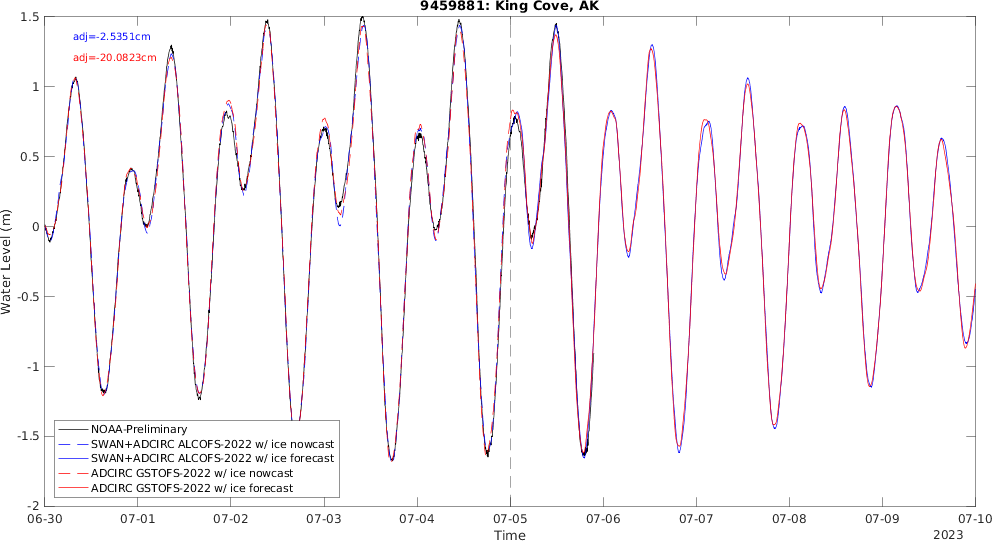 9459881: King Cove, AK
1.5
adj=-2.5351cm
adj=-20.0823cm
1
0.5
0
Water Level (m)
-0.5
-1
-1.5
-2
NOAA-Preliminary
SWAN+ADCIRC ALCOFS-2022 w/ ice nowcast
SWAN+ADCIRC ALCOFS-2022 w/ ice forecast
ADCIRC GSTOFS-2022 w/ ice nowcast
ADCIRC GSTOFS-2022 w/ ice forecast
06-30 07-01 07-02 07-03 07-04 07-05 07-06 07-07 07-08 07-09 07-10
Time
2023